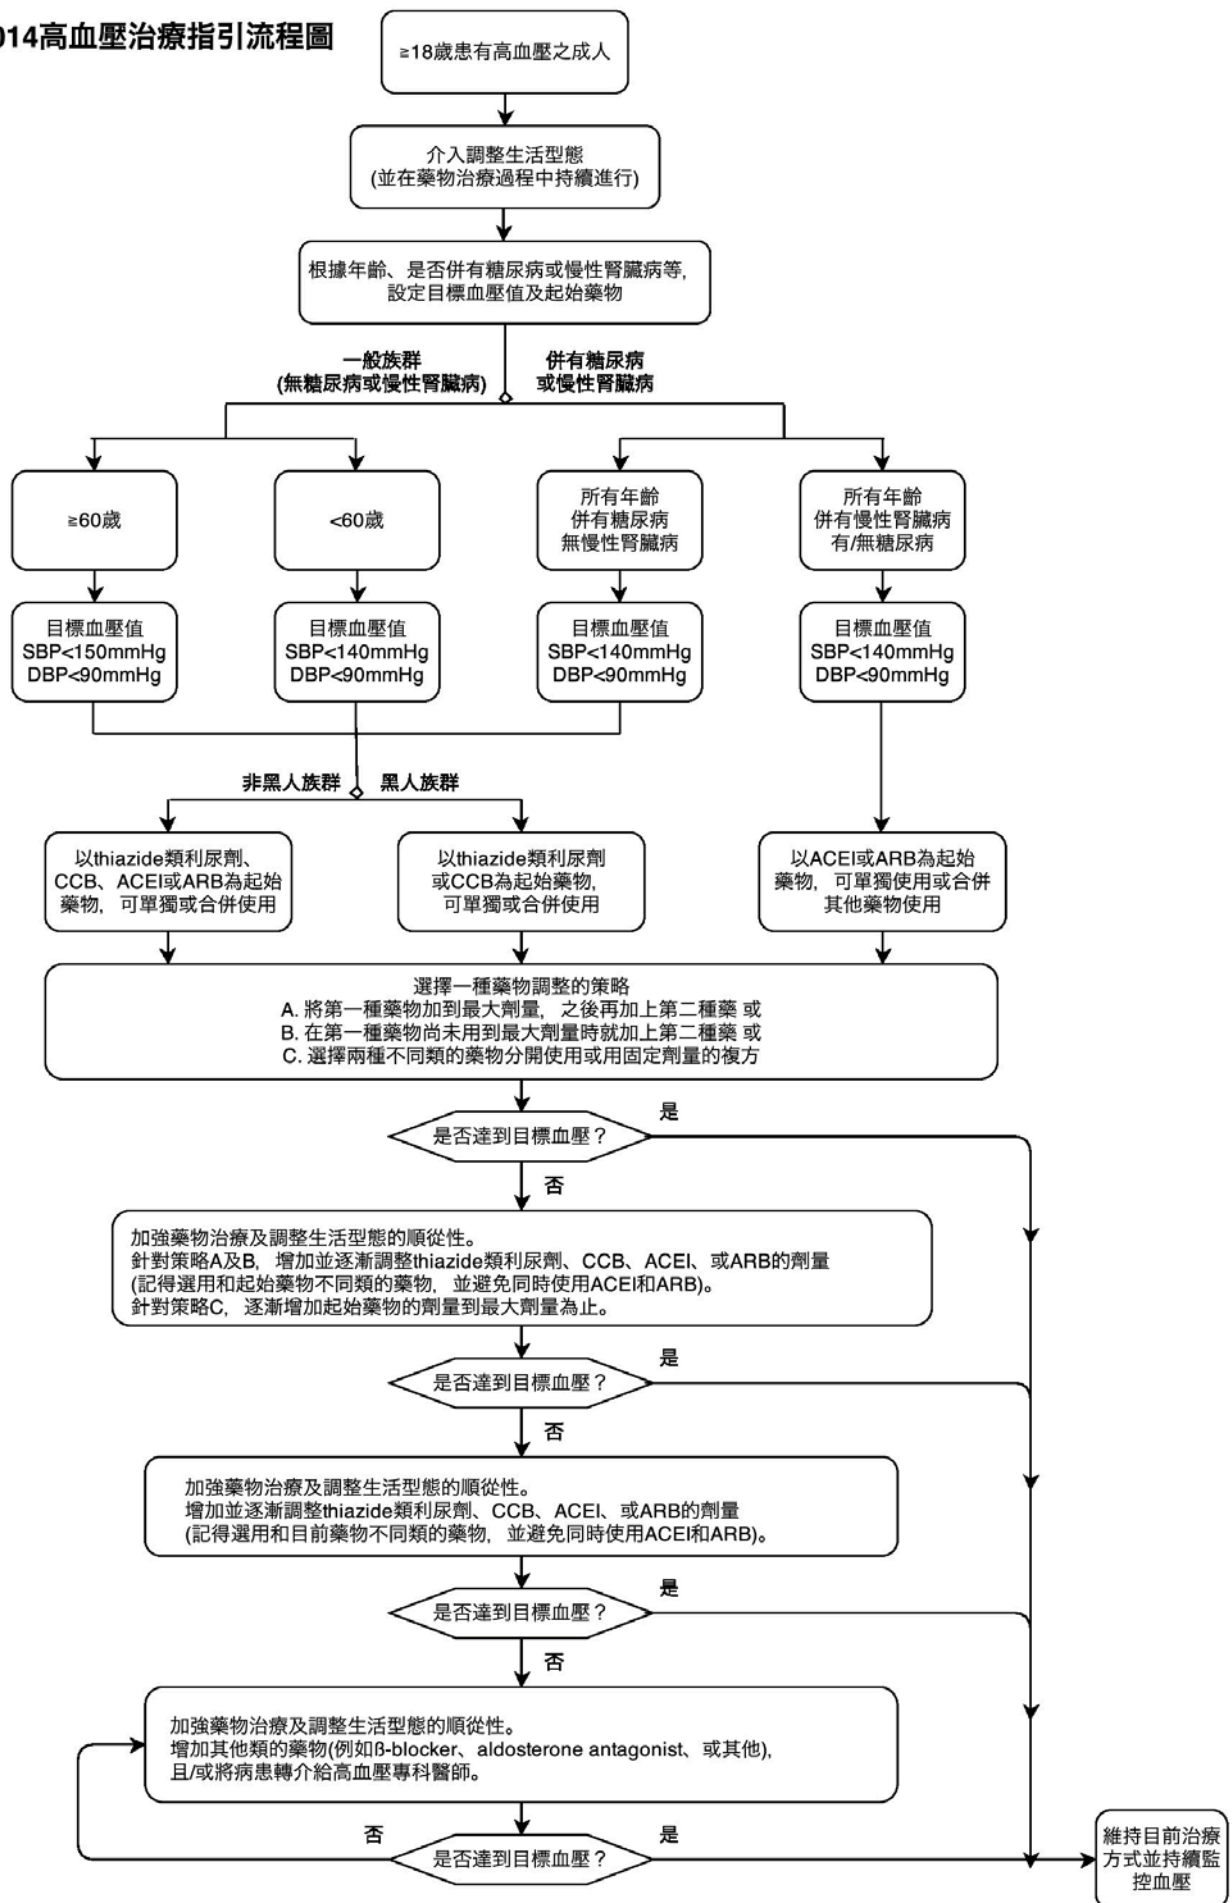 014高血壓治療指引流程圖
≧18歲患有高血壓之成人
介入調整生活型態
(並在藥物治療過程中持續進行)
根據年齡、是否併有糖尿病或慢性腎臟病等,
設定目標血壓值及起始藥物
一般族群
(無糖尿病或慢性腎臟病)
併有糖尿病
或慢性腎臟病
≧60歲
<60歲
所有年齡
併有糖尿病
無慢性腎臟病
所有年齡
併有慢性腎臟病
有/無糖尿病
目標血壓值
SBP<150mmHg
DBP<90mmHg
目標血壓值
SBP<140mmHg
DBP<90mmHg
目標血壓值
SBP<140mmHg
DBP<90mmHg
目標血壓值
SBP<140mmHg
DBP<90mmHg
非黑人族群
黑人族群
以thiazide類利尿劑、
CCB、ACEI或ARB為起始
藥物, 可單獨或合併使用
以thiazide類利尿劑
或CCB為起始藥物,
可單獨或合併使用
以ACEI或ARB為起始
藥物, 可單獨使用或合併
其他藥物使用
選擇一種藥物調整的策略
A. 將第一種藥物加到最大劑量, 之後再加上第二種藥 或
B. 在第一種藥物尚未用到最大劑量時就加上第二種藥 或
C. 選擇兩種不同類的藥物分開使用或用固定劑量的複方
是否達到目標血壓？
是
否
加強藥物治療及調整生活型態的順從性。
針對策略A及B, 增加並逐漸調整thiazide類利尿劑、CCB、ACEI、或ARB的劑量
(記得選用和起始藥物不同類的藥物, 並避免同時使用ACEI和ARB)。
針對策略C, 逐漸增加起始藥物的劑量到最大劑量為止。
是否達到目標血壓？
是
否
加強藥物治療及調整生活型態的順從性。
增加並逐漸調整thiazide類利尿劑、CCB、ACEI、或ARB的劑量
(記得選用和目前藥物不同類的藥物, 並避免同時使用ACEI和ARB)。
是否達到目標血壓？
是
否
加強藥物治療及調整生活型態的順從性。
增加其他類的藥物(例如ß-blocker、aldosterone antagonist、或其他),
且/或將病患轉介給高血壓專科醫師。
否
是否達到目標血壓？
是
維持目前治療
方式並持續監
控血壓